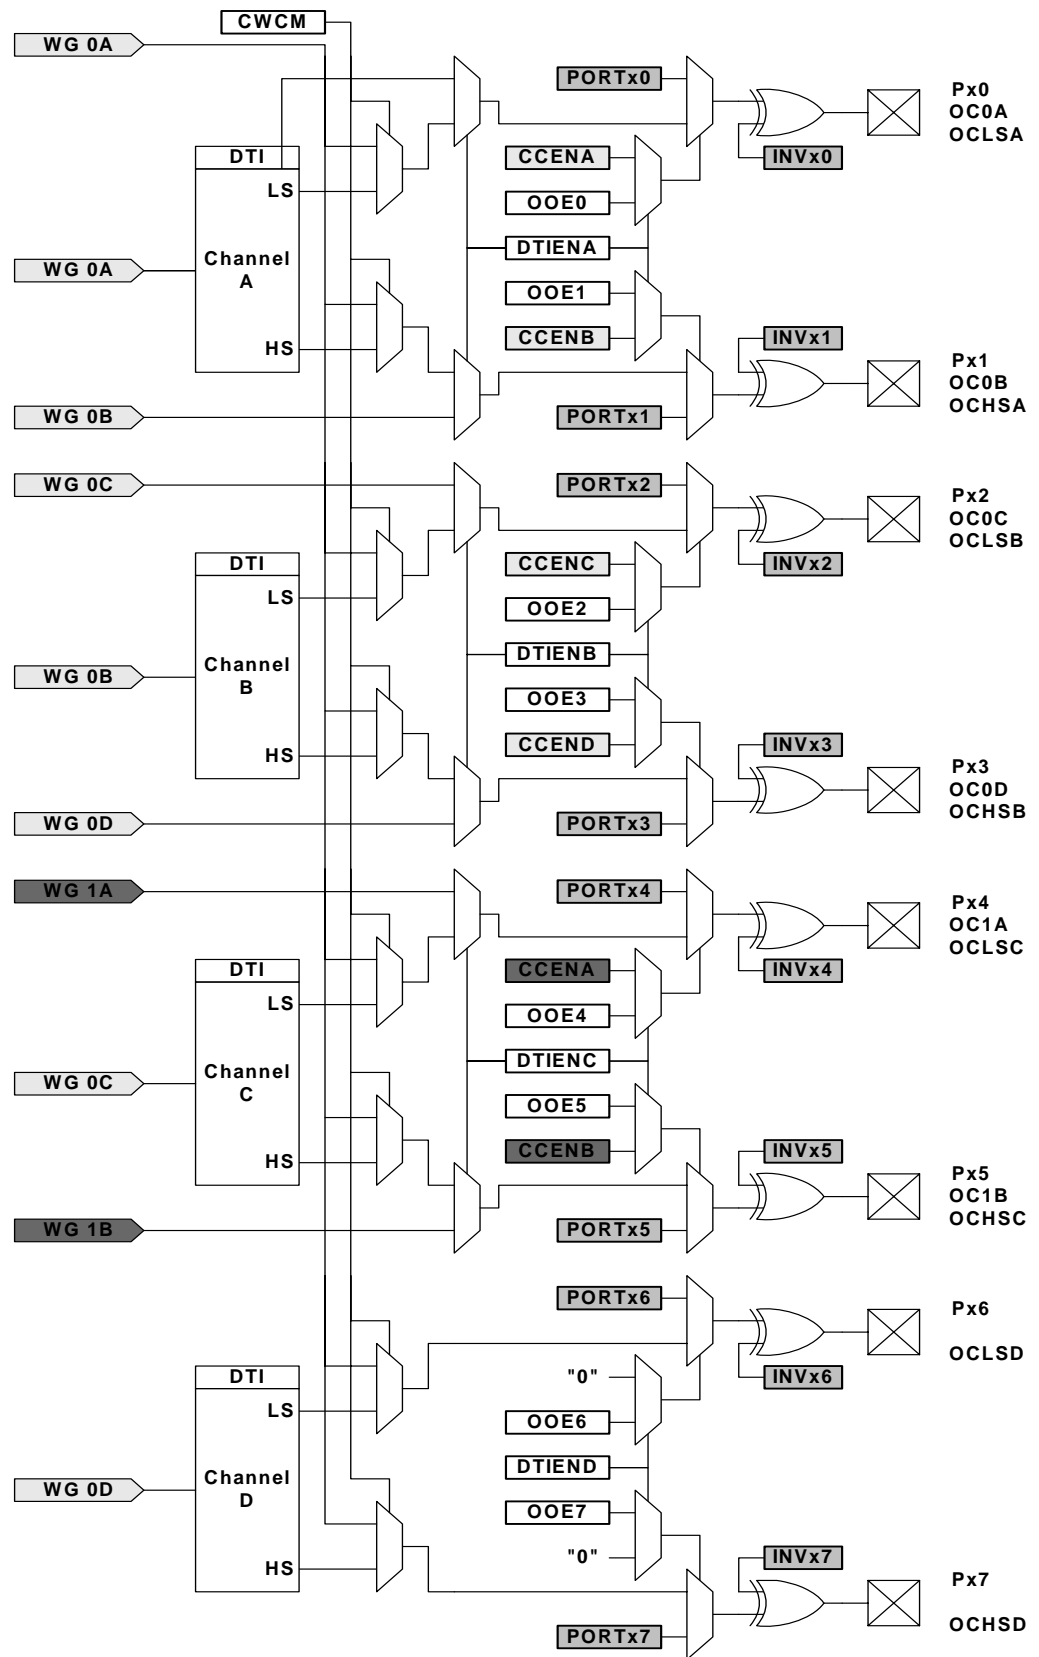 CWCM
WG 0A
PORTx0
Px0
OC0A
OCLSA
DTI
CCENA
INVx0
LS
OOE0
Channel
A
WG 0A
DTIENA
OOE1
HS
CCENB
INVx1
Px1
OC0B
OCHSA
WG 0B
PORTx1
WG 0C
PORTx2
Px2
OC0C
OCLSB
DTI
CCENC
INVx2
LS
OOE2
Channel
B
WG 0B
DTIENB
OOE3
HS
CCEND
INVx3
Px3
OC0D
OCHSB
WG 0D
PORTx3
WG 1A
PORTx4
Px4
OC1A
OCLSC
DTI
CCENA
INVx4
LS
OOE4
Channel
C
WG 0C
DTIENC
OOE5
HS
CCENB
INVx5
Px5
OC1B
OCHSC
WG 1B
PORTx5
PORTx6
Px6
OCLSD
DTI
"0"
INVx6
LS
OOE6
Channel
D
WG 0D
DTIEND
OOE7
HS
"0"
INVx7
Px7
OCHSD
PORTx7